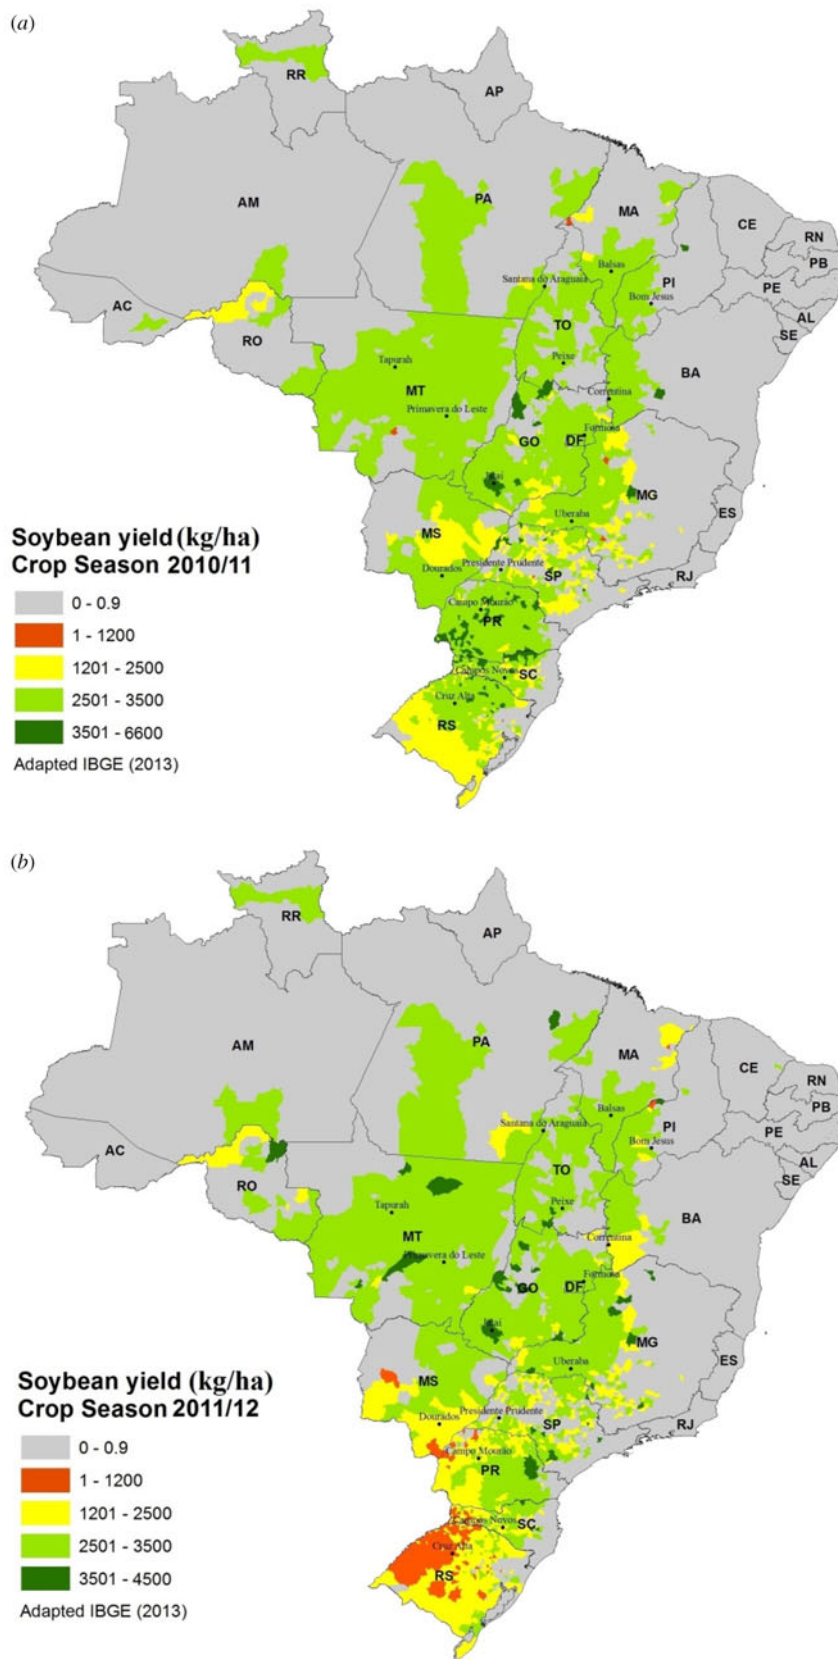 (a)
RR
AP
AM
PA
MA
CE
RN
PB
PE
AL
SE
PI
Balsas
Santana do Araguaia
Bom Jesus
AC
RO
TO
Peixe
BA
Tapurah
MT
Primavera do Leste
Correntina
GO
DF
Formosa
Jataí
MG
ES
Uberaba
MS
Presidente Prudente
SP
RJ
Dourados
Campo Mourão
PR
Campos Novos
SC
Cruz Alta
RS
Soybean yield (kg/ha)
Crop Season 2010/11
0 - 0.9
1 - 1200
1201 - 2500
2501 - 3500
3501 - 6600
Adapted IBGE (2013)
(b)
RR
AP
AM
PA
MA
CE
RN
PB
PE
AL
SE
PI
Balsas
Santana do Araguaia
Bom Jesus
AC
RO
TO
Peixe
BA
Tapurah
MT
Primavera do Leste
Correntina
GO
DF
Formosa
Jataí
MG
ES
Uberaba
MS
Presidente Prudente
SP
RJ
Dourados
Campo Mourão
PR
Campos Novos
SC
Cruz Alta
RS
Soybean yield (kg/ha)
Crop Season 2011/12
0 - 0.9
1 - 1200
1201 - 2500
2501 - 3500
3501 - 4500
Adapted IBGE (2013)